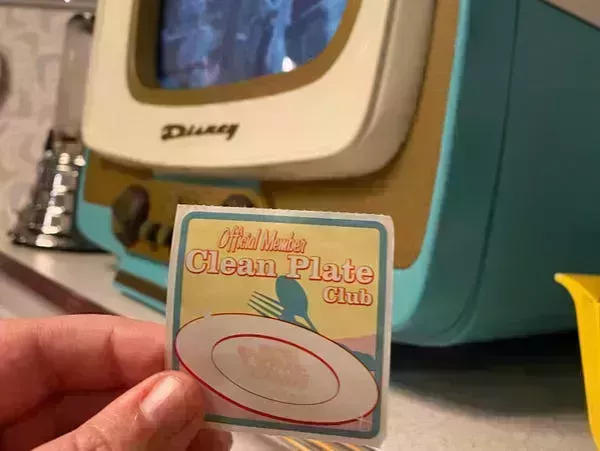 Disney
Official Member
Clean Plate
Club